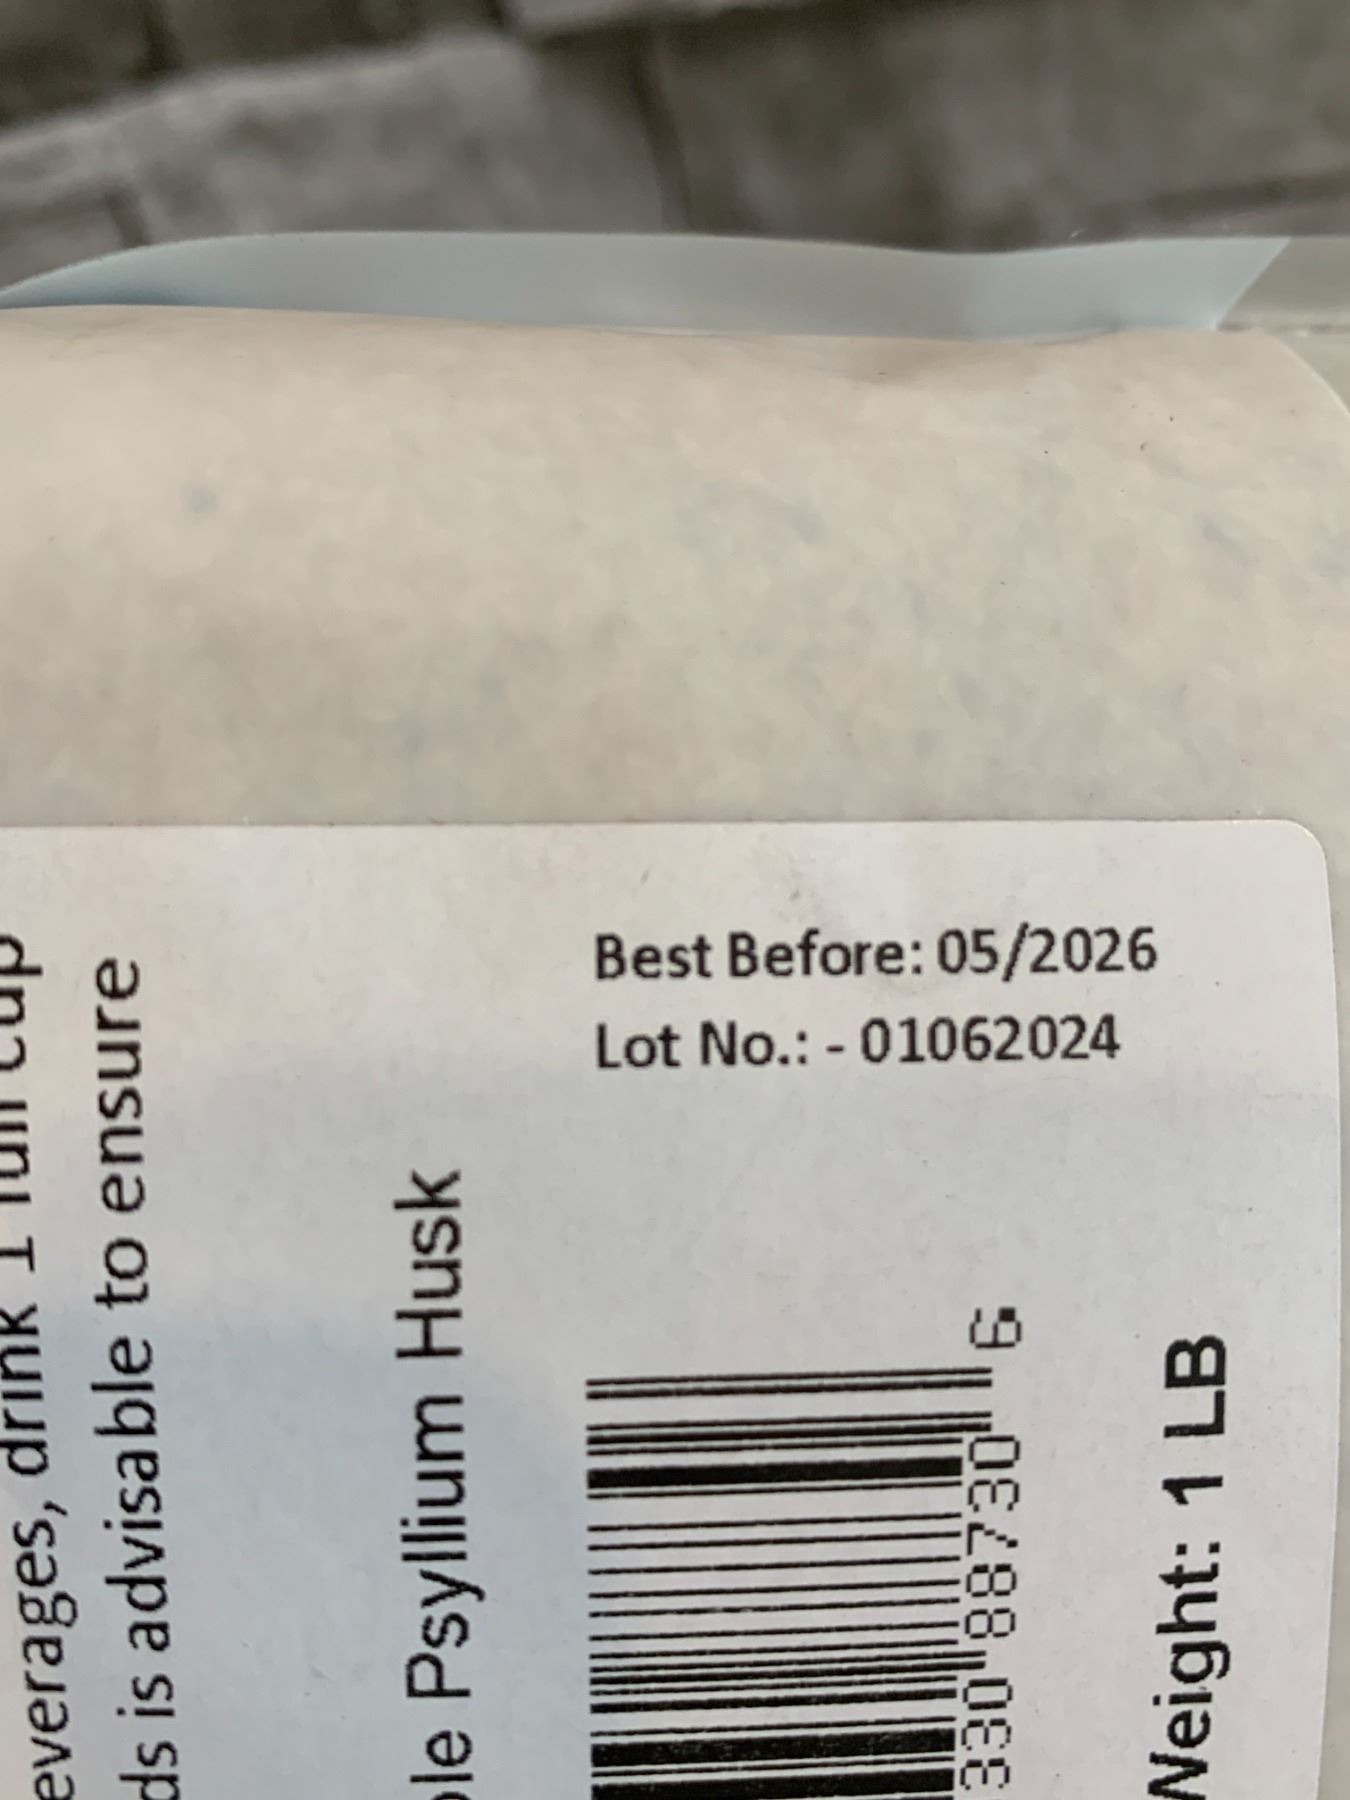 Best Before: 05/2026
Lot No.: - 01062024
everages, drink 1 full cup
ds is advisable to ensure
ole Psyllium Husk
330 88730 6
Weight: 1 LB